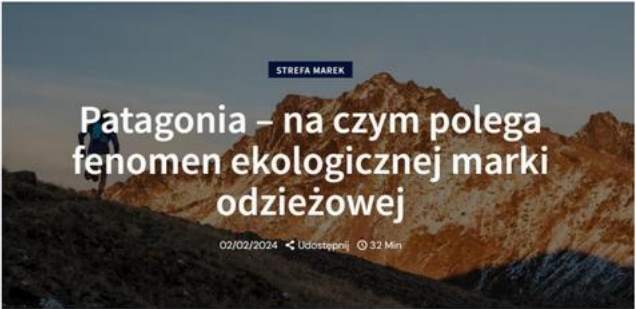 STREFA MAREK
Patagonia – na czym polega
fenomen ekologicznej marki
odzieżowej
02/02/2024 Udostępnij 32 Min